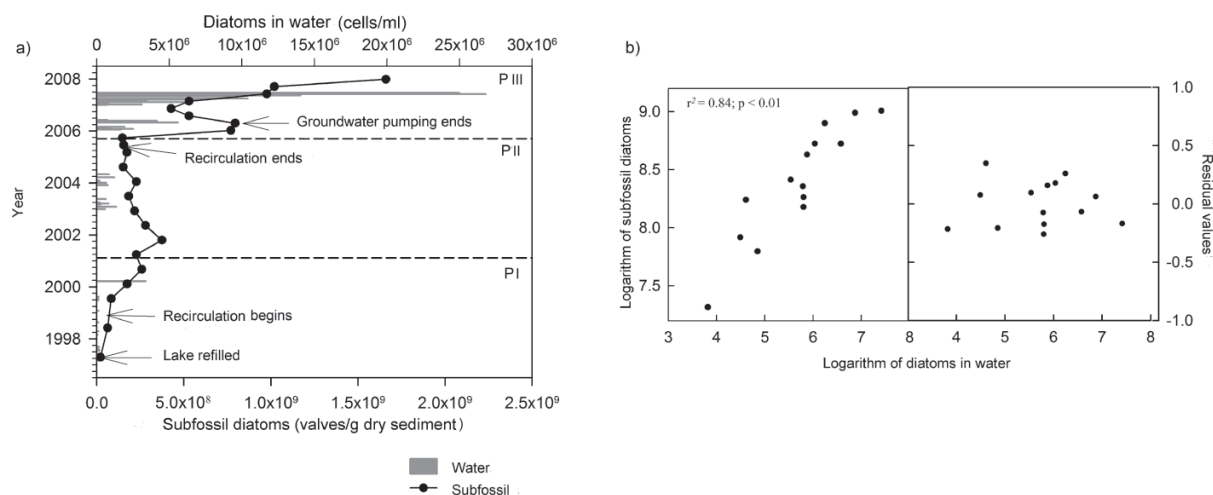 a)
Diatoms in water (cells/ml)
0 5x10⁶ 10x10⁶ 15x10⁶ 20x10⁶ 25x10⁶ 30x10⁶
Year
2008
2006
2004
2002
2000
1998
P III
Groundwater pumping ends
P II
Recirculation ends
P I
Recirculation begins
Lake refilled
0.0 5.0x10⁸ 1.0x10⁹ 1.5x10⁹ 2.0x10⁹ 2.5x10⁹
Subfossil diatoms (valves/g dry sediment)
Water
Subfossil
b)
r² = 0.84; p < 0.01
Logarithm of subfossil diatoms
9.0
8.5
8.0
7.5
1.0
0.5
0.0
-0.5
-1.0
Residual values
3 4 5 6 7 8 3 4 5 6 7 8
Logarithm of diatoms in water